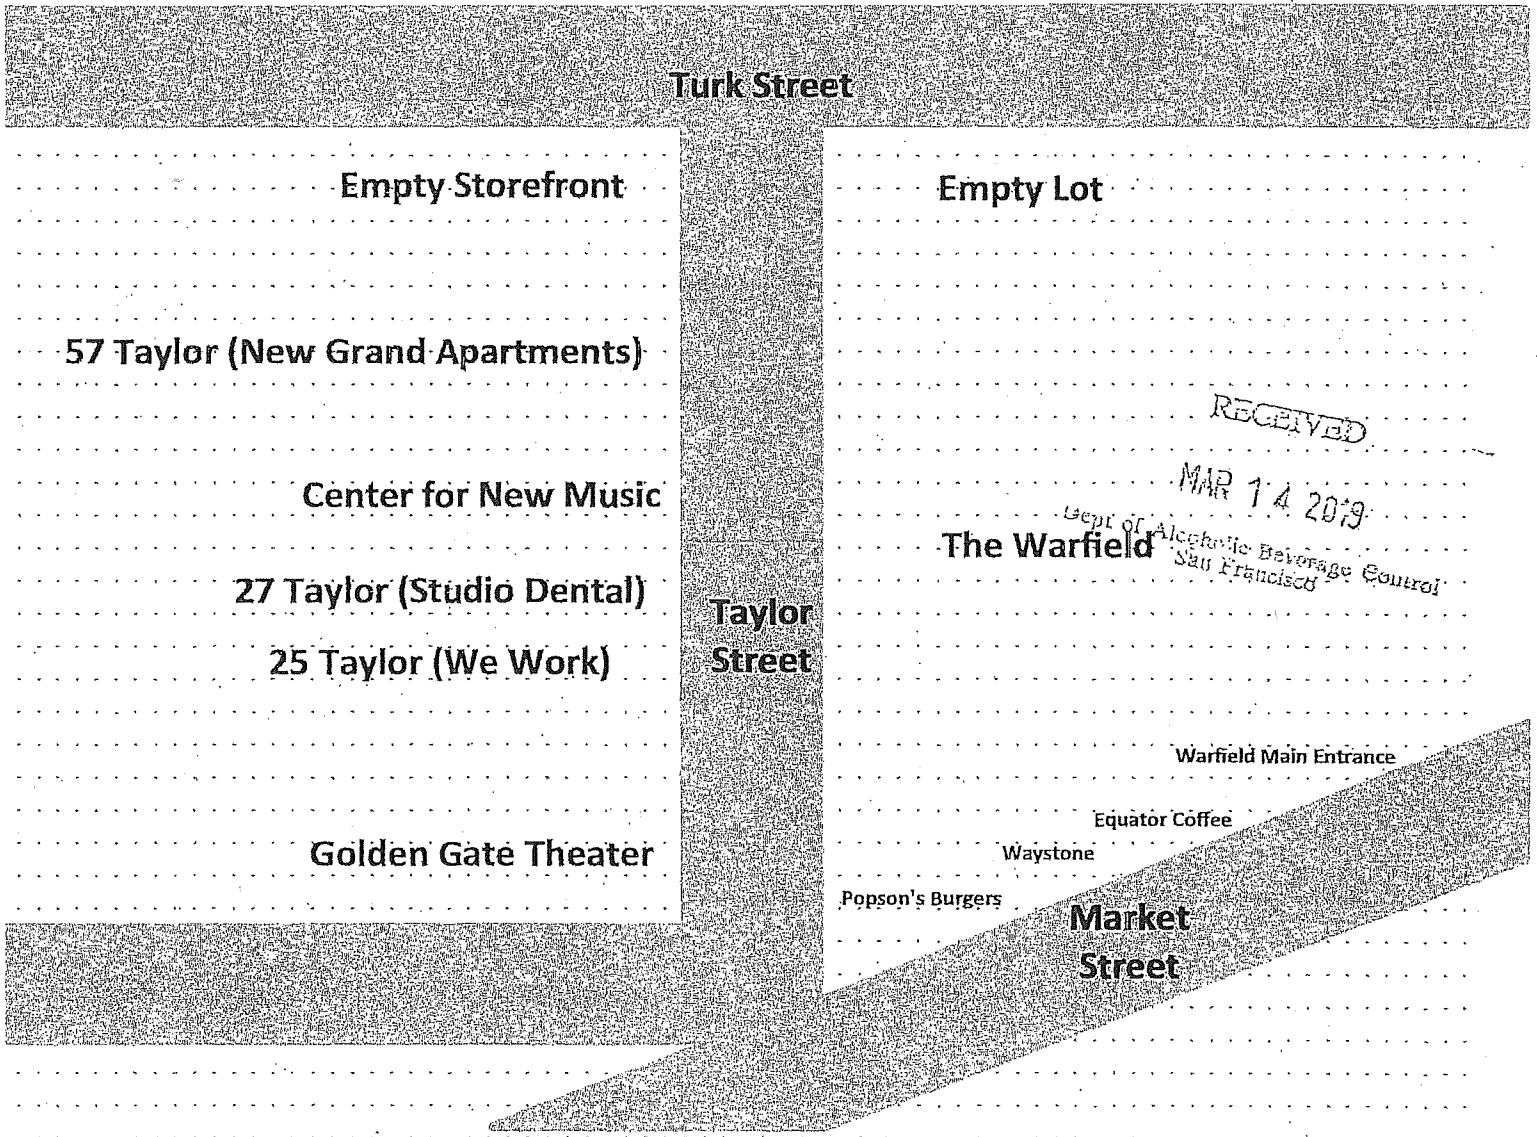 Turk Street
Empty Storefront
Empty Lot
57 Taylor (New Grand Apartments)
RECEIVED
MAR 14 2019
Center for New Music
Dept of Alcoholic Beverage Control
San Francisco
The Warfield
27 Taylor (Studio Dental)
Taylor
Street
25 Taylor (We Work)
Warfield Main Entrance
Equator Coffee
Waystone
Golden Gate Theater
Popson's Burgers
Market
Street